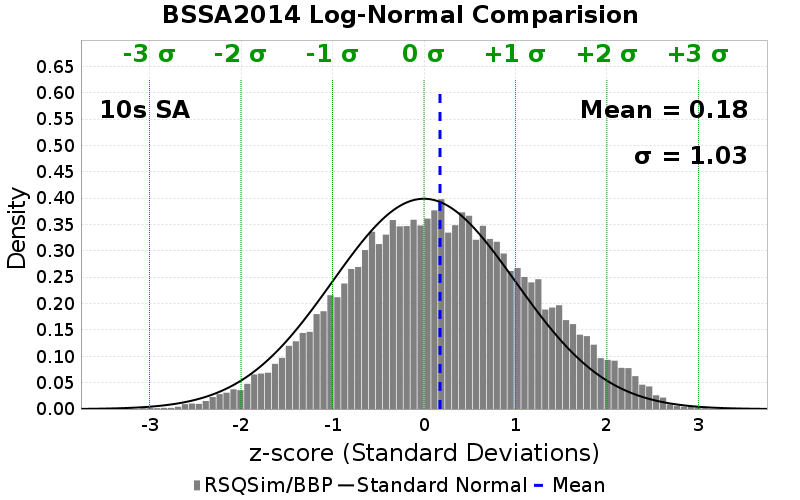 BSSA2014 Log-Normal Comparision
-3 σ -2 σ -1 σ 0 σ +1 σ +2 σ +3 σ
10s SA
Mean = 0.18
σ = 1.03
Density
0.65
0.60
0.55
0.50
0.45
0.40
0.35
0.30
0.25
0.20
0.15
0.10
0.05
0.00
-3 -2 -1 0 1 2 3
z-score (Standard Deviations)
RSQSim/BBP Standard Normal Mean